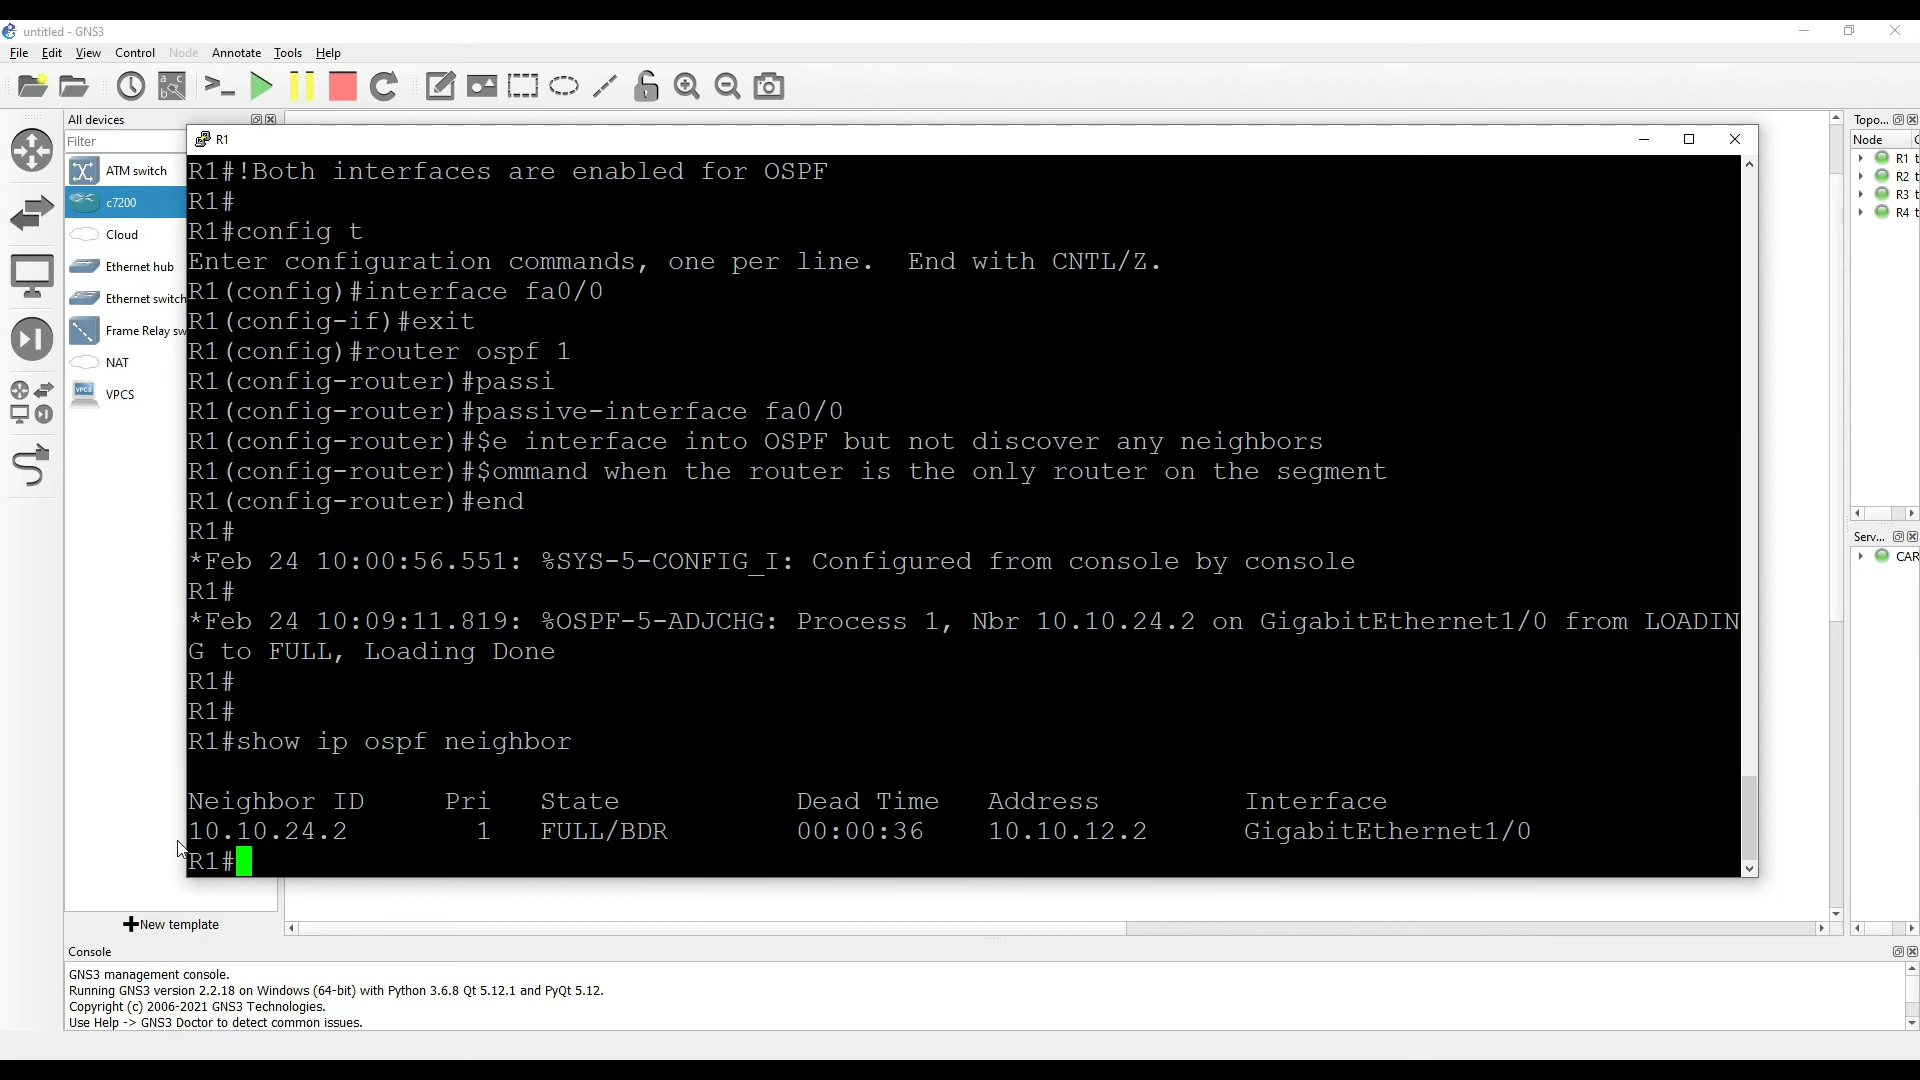 untitled - GNS3
File Edit View Control Node Annotate Tools Help
All devices
Filter
ATM switch
c7200
Cloud
Ethernet hub
Ethernet switch
Frame Relay sw
NAT
VPCS
New template
R1
R1#!Both interfaces are enabled for OSPF
R1#
R1#config t
Enter configuration commands, one per line.  End with CNTL/Z.
R1(config)#interface fa0/0
R1(config-if)#exit
R1(config)#router ospf 1
R1(config-router)#passi
R1(config-router)#passive-interface fa0/0
R1(config-router)#$e interface into OSPF but not discover any neighbors
R1(config-router)#$ommand when the router is the only router on the segment
R1(config-router)#end
R1#
*Feb 24 10:00:56.551: %SYS-5-CONFIG_I: Configured from console by console
R1#
*Feb 24 10:09:11.819: %OSPF-5-ADJCHG: Process 1, Nbr 10.10.24.2 on GigabitEthernet1/0 from LOADIN
G to FULL, Loading Done
R1#
R1#
R1#show ip ospf neighbor
Neighbor ID     Pri   State           Dead Time   Address         Interface
10.10.24.2        1   FULL/BDR        00:00:36    10.10.12.2      GigabitEthernet1/0
R1#
Topo...
Node C
R1 t
R2 t
R3 t
R4 t
Serv...
CAR
Console
GNS3 management console.
Running GNS3 version 2.2.18 on Windows (64-bit) with Python 3.6.8 Qt 5.12.1 and PyQt 5.12.
Copyright (c) 2006-2021 GNS3 Technologies.
Use Help -> GNS3 Doctor to detect common issues.